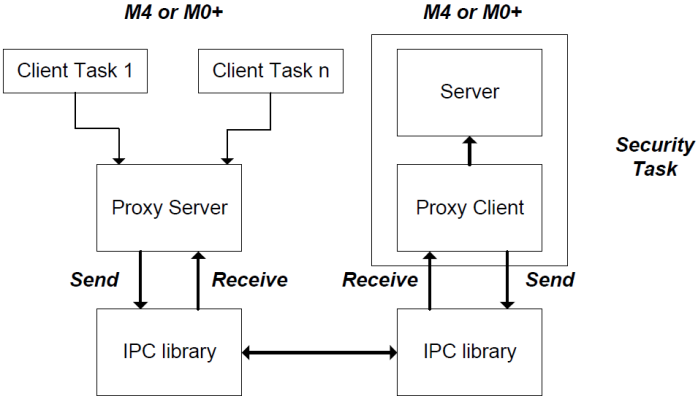 M4 or M0+
M4 or M0+
Client Task 1
Client Task n
Server
Security
Task
Proxy Server
Proxy Client
Send
Receive
Receive
Send
IPC library
IPC library